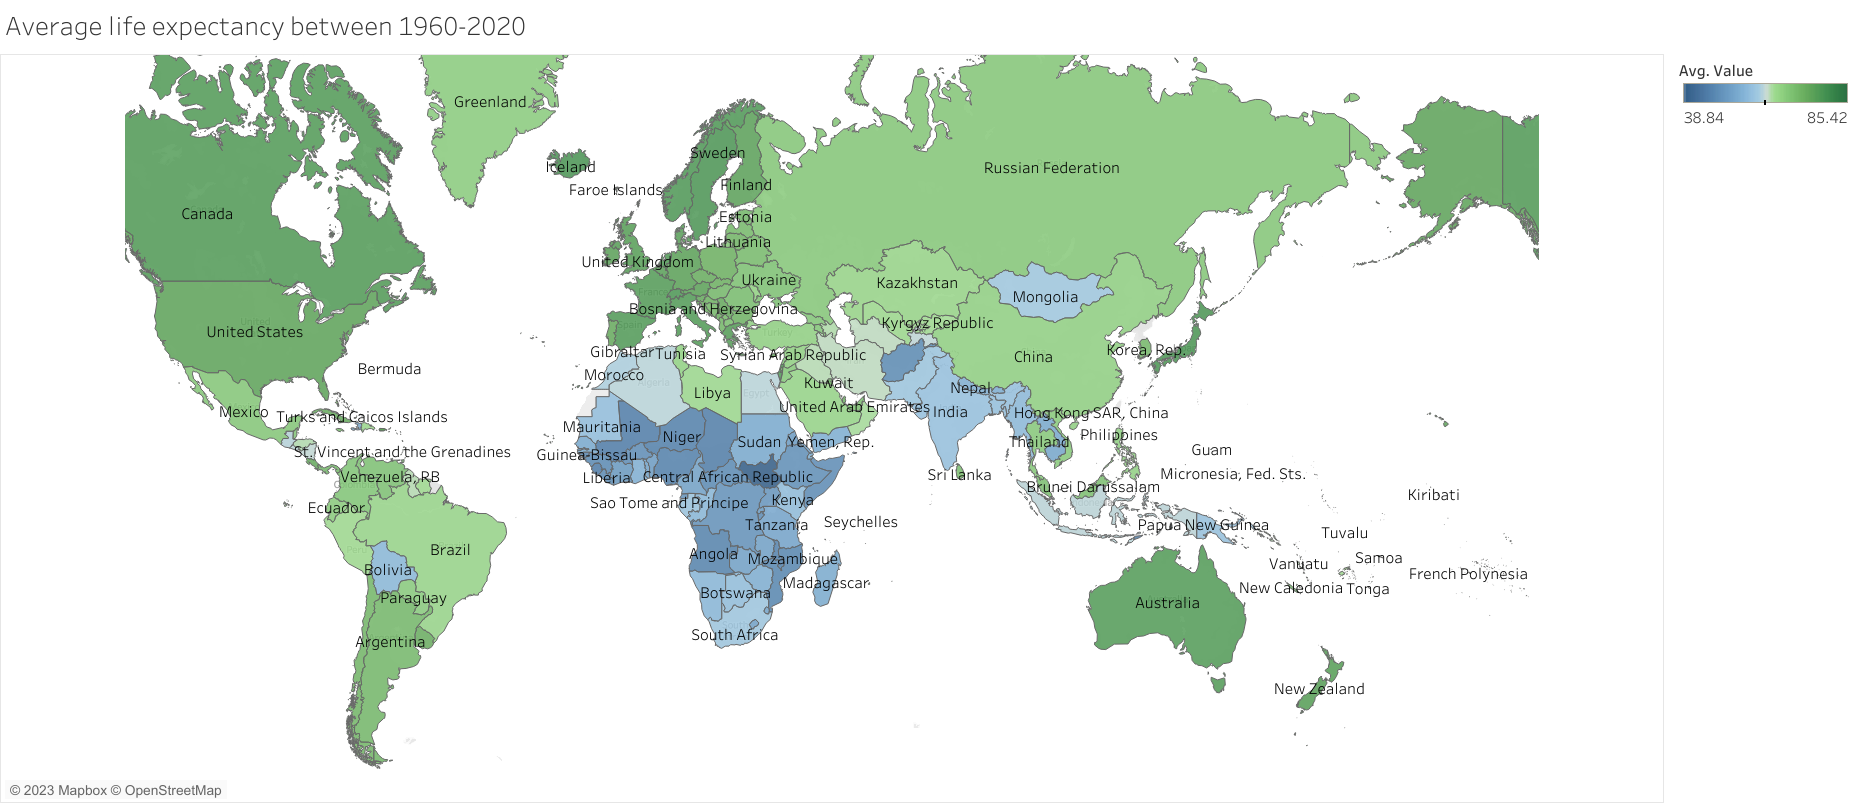 Average life expectancy between 1960-2020
Avg. Value
38.84 85.42
Greenland
Canada
United States
Bermuda
Mexico
Turks and Caicos Islands
St. Vincent and the Grenadines
Venezuela, RB
Ecuador
Brazil
Bolivia
Paraguay
Argentina
Iceland
Faroe Islands
Sweden
Finland
Estonia
Lithuania
United Kingdom
Ukraine
Bosnia and Herzegovina
Russian Federation
Kazakhstan
Mongolia
Kyrgyz Republic
China
Korea, Rep.
Gibraltar
Tunisia
Syrian Arab Republic
Morocco
Libya
Kuwait
United Arab Emirates
Nepal
India
Hong Kong SAR, China
Mauritania
Niger
Sudan
Yemen, Rep.
Thailand
Philippines
Guam
Guinea-Bissau
Liberia
Central African Republic
Sri Lanka
Micronesia, Fed. Sts.
Brunei Darussalam
Sao Tome and Principe
Kenya
Kiribati
Tanzania
Seychelles
Papua New Guinea
Tuvalu
Angola
Mozambique
Madagascar
Samoa
Vanuatu
French Polynesia
New Caledonia
Tonga
Botswana
South Africa
Australia
New Zealand
© 2023 Mapbox © OpenStreetMap